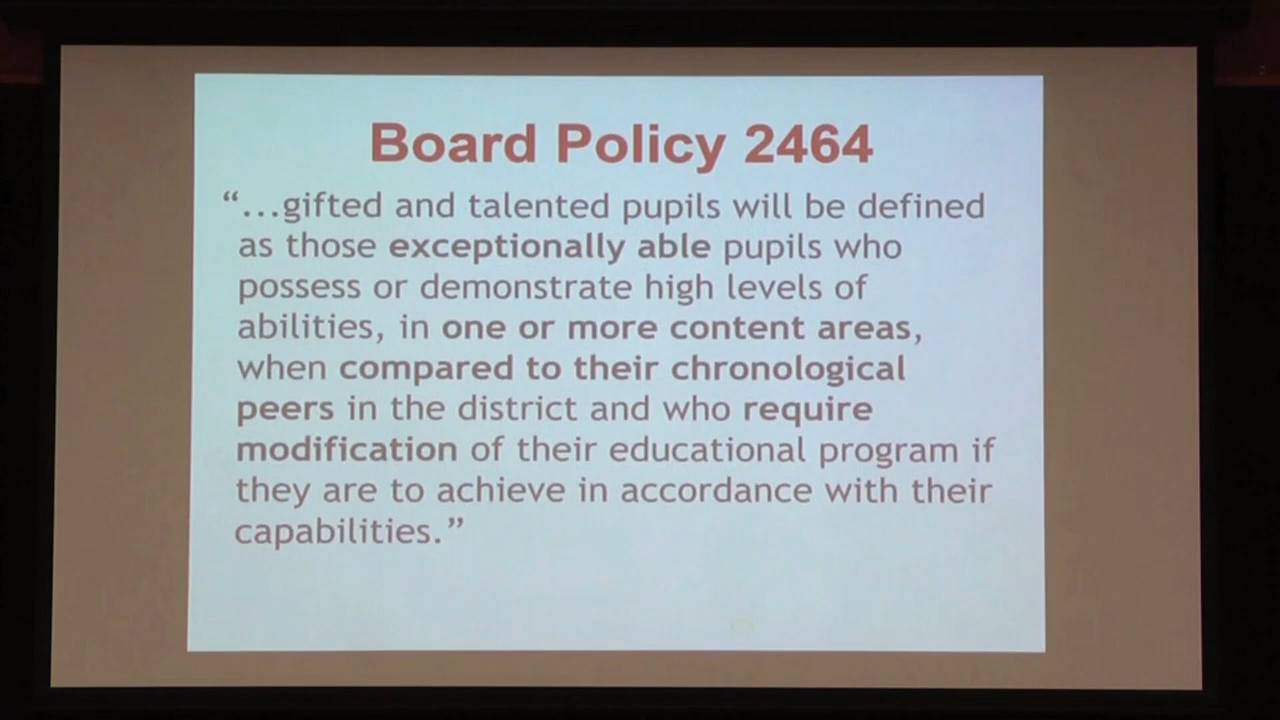 Board Policy 2464
“...gifted and talented pupils will be defined
as those exceptionally able pupils who
possess or demonstrate high levels of
abilities, in one or more content areas,
when compared to their chronological
peers in the district and who require
modification of their educational program if
they are to achieve in accordance with their
capabilities.”